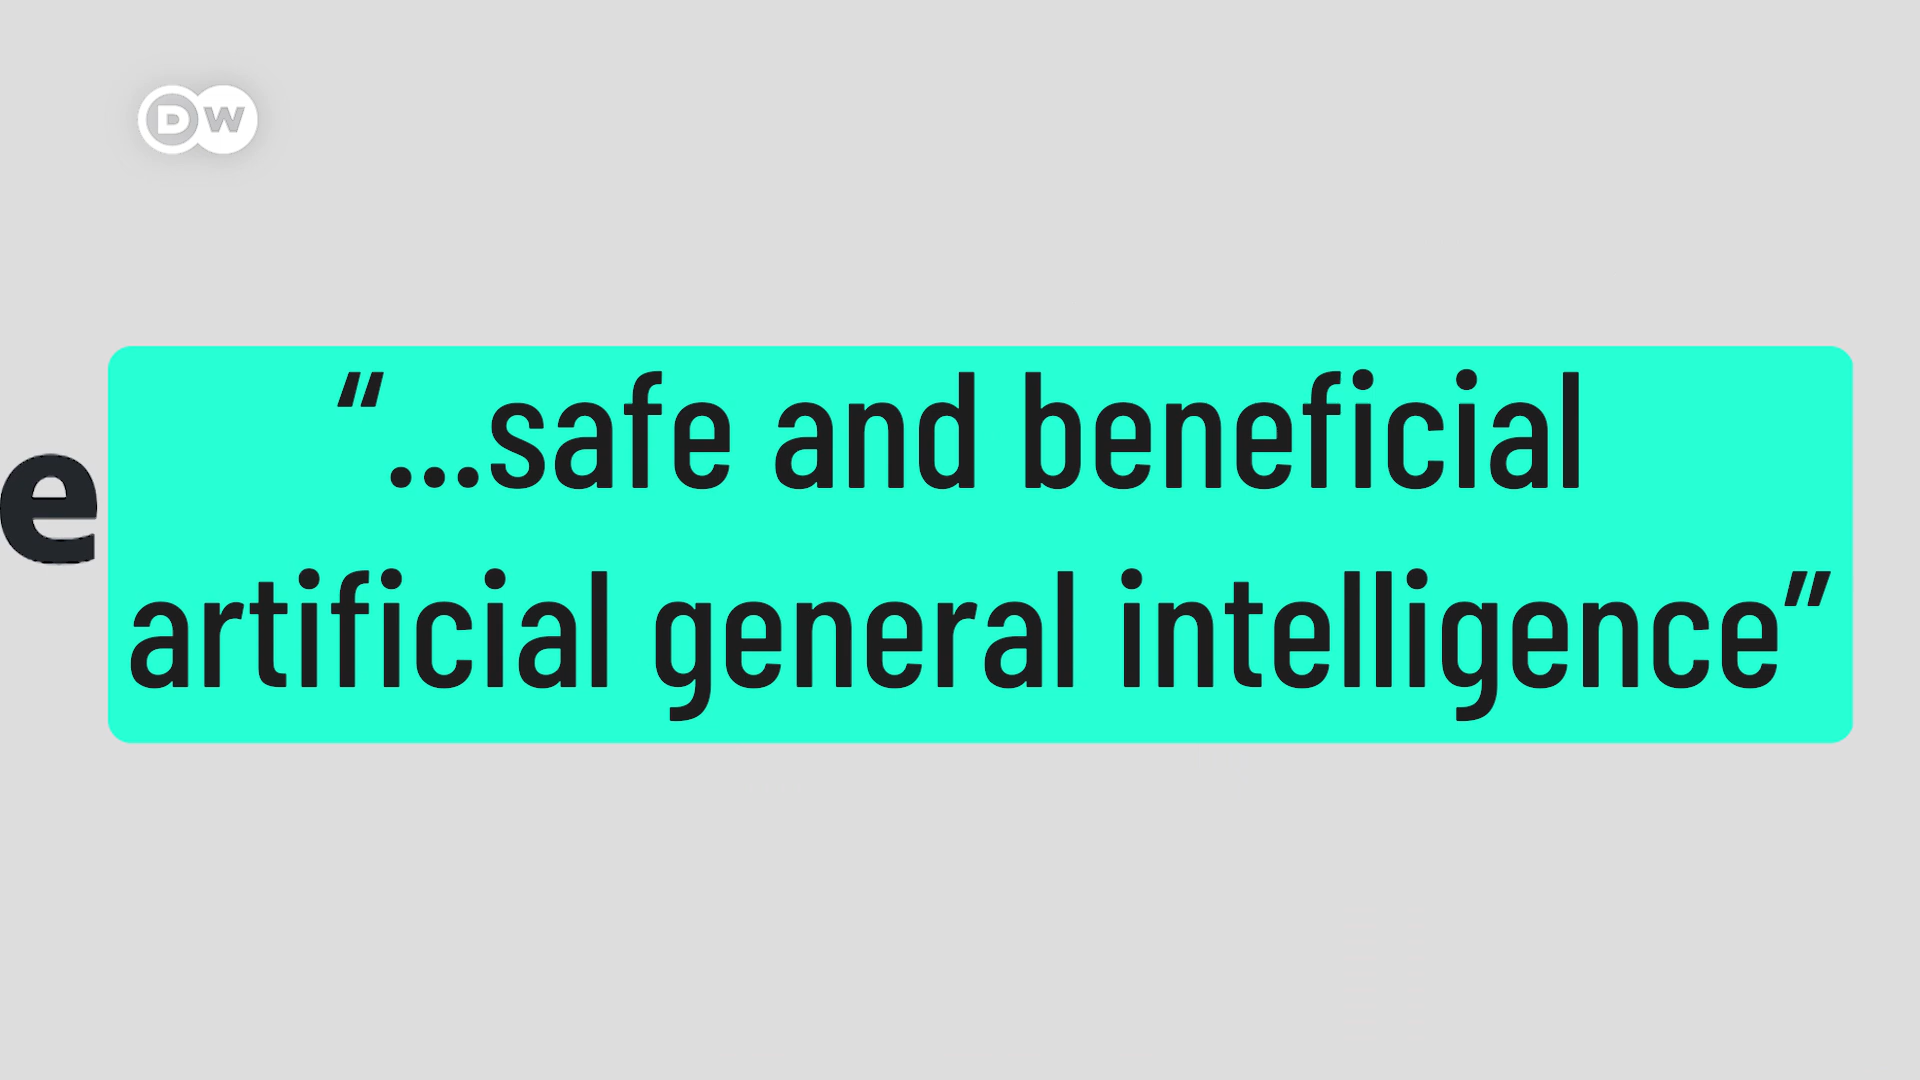 DW
e
“...safe and beneficial
artificial general intelligence”